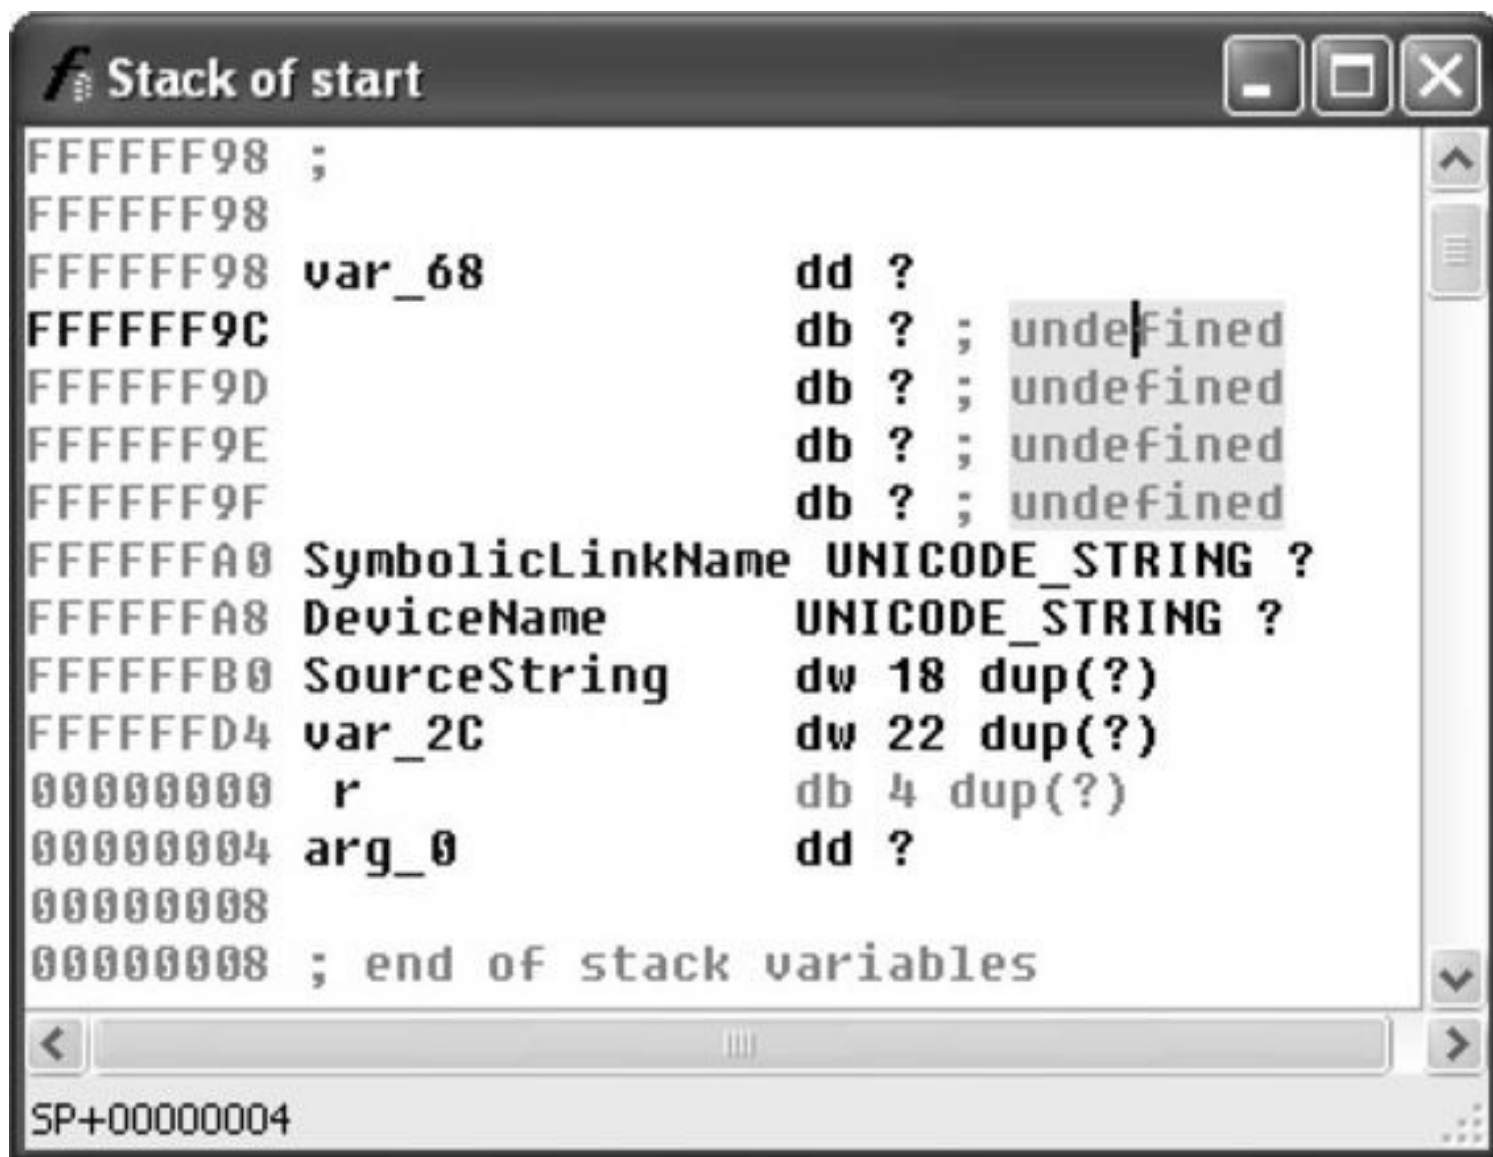 Stack of start
FFFFFF98 ;
FFFFFF98
FFFFFF98 var_68 dd ?
FFFFFF9C db ? ; undefined
FFFFFF9D db ? ; undefined
FFFFFF9E db ? ; undefined
FFFFFF9F db ? ; undefined
FFFFFFA0 SymbolicLinkName UNICODE_STRING ?
FFFFFFA8 DeviceName UNICODE_STRING ?
FFFFFFB0 SourceString dw 18 dup(?)
FFFFFFD4 var_2C dw 22 dup(?)
00000000 r db 4 dup(?)
00000004 arg_0 dd ?
00000008
00000008 ; end of stack variables
SP+00000004